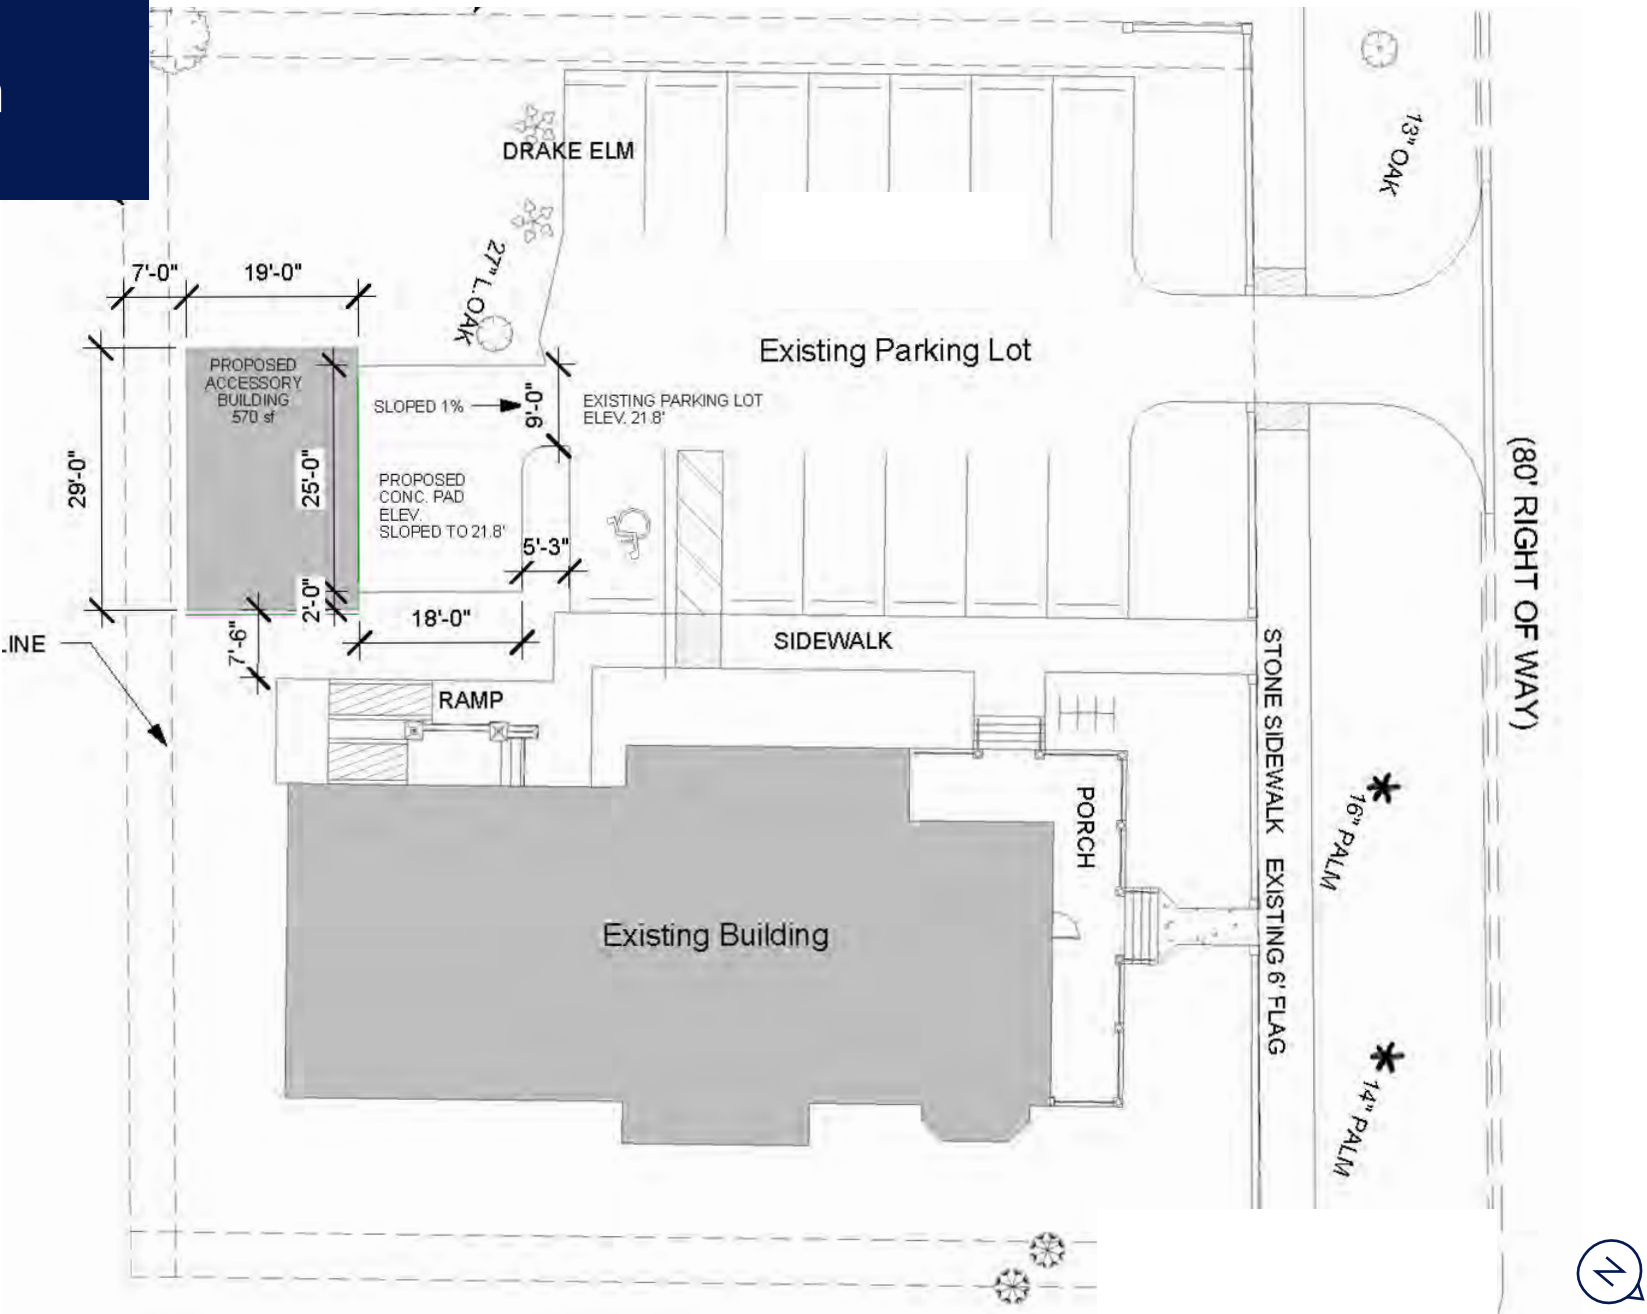 DRAKE ELM
13" OAK
27" L.OAK
7'-0"
19'-0"
Existing Parking Lot
PROPOSED
ACCESSORY
BUILDING
570 sf
SLOPED 1%
9'-0"
EXISTING PARKING LOT
ELEV. 21.8'
29'-0"
25'-0"
PROPOSED
CONC. PAD
ELEV.
SLOPED TO 21.8'
5'-3"
2'-0"
18'-0"
7'-6"
LINE
SIDEWALK
RAMP
(80' RIGHT OF WAY)
STONE SIDEWALK EXISTING 6' FLAG
PORCH
16" PALM
Existing Building
14" PALM
N